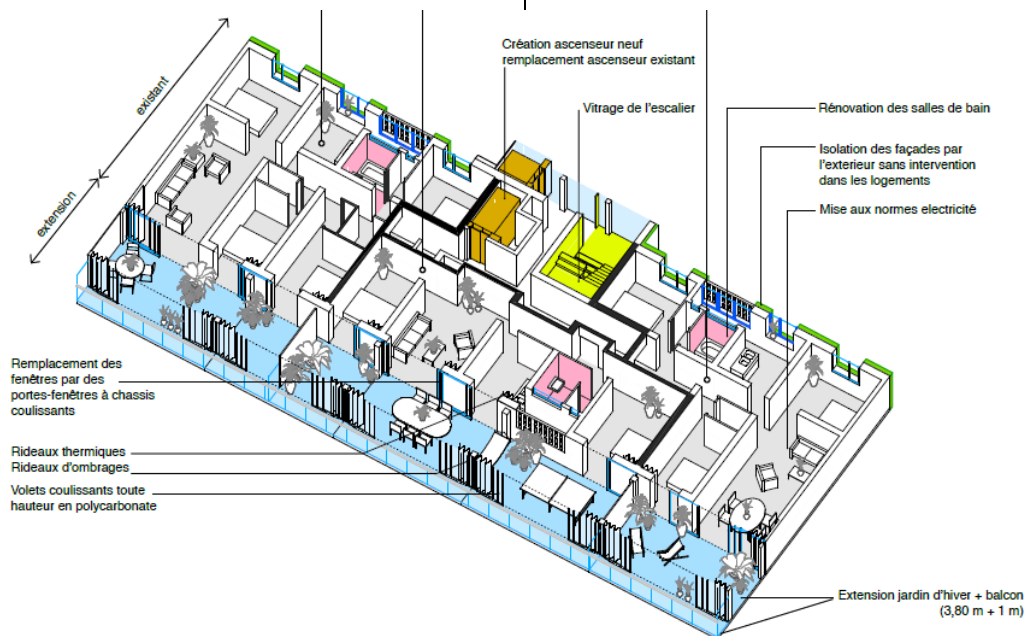 Création ascenseur neuf
remplacement ascenseur existant
Vitrage de l'escalier
Rénovation des salles de bain
Isolation des façades par
l'exterieur sans intervention
dans les logements
Mise aux normes electricité
existant
extension
Remplacement des
fenêtres par des
portes-fenêtres à chassis
coulissants
Rideaux thermiques
Rideaux d'ombrages
Volets coulissants toute
hauteur en polycarbonate
Extension jardin d'hiver + balcon
(3,80 m + 1 m)